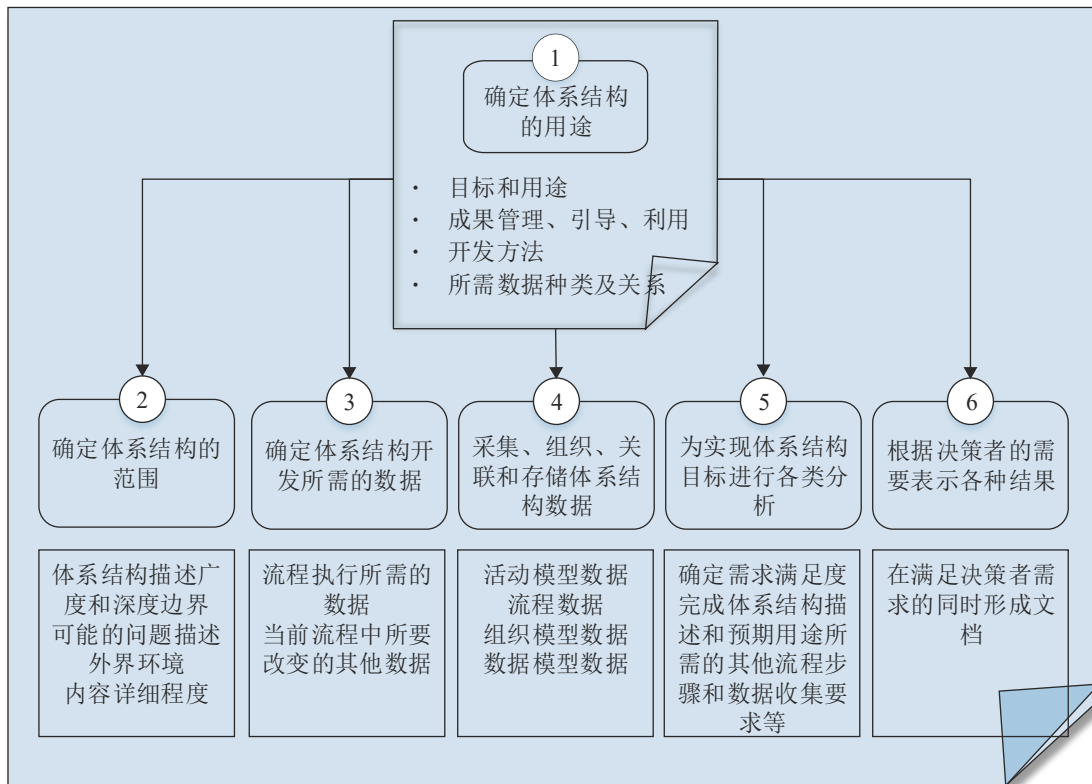 1
确定体系结构
的用途
· 目标和用途
· 成果管理、引导、利用
· 开发方法
· 所需数据种类及关系
2
确定体系结构的
范围
体系结构描述广
度和深度边界
可能的问题描述
外界环境
内容详细程度
3
确定体系结构开
发所需的数据
流程执行所需的
数据
当前流程中所要
改变的其他数据
4
采集、组织、关
联和存储体系结
构数据
活动模型数据
流程数据
组织模型数据
数据模型数据
5
为实现体系结构
目标进行各类分
析
确定需求满足度
完成体系结构描
述和预期用途所
需的其他流程步
骤和数据收集要
求等
6
根据决策者的需
要表示各种结果
在满足决策者需
求的同时形成文
档